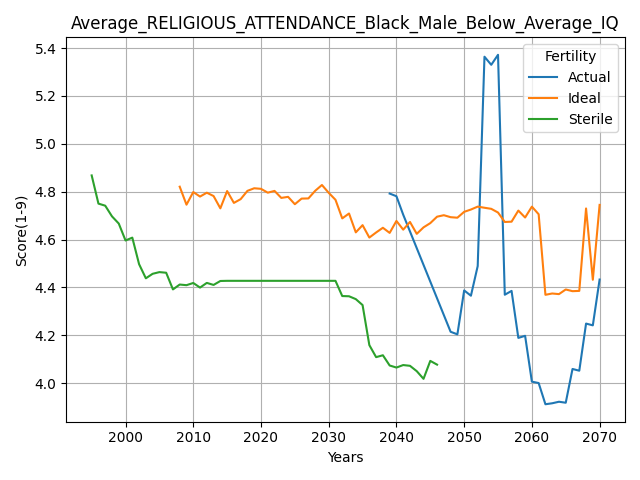 Average_RELIGIOUS_ATTENDANCE_Black_Male_Below_Average_IQ
Fertility
Actual
Ideal
Sterile
Score(1-9)
5.4
5.2
5.0
4.8
4.6
4.4
4.2
4.0
2000
2010
2020
2030
2040
2050
2060
2070
Years